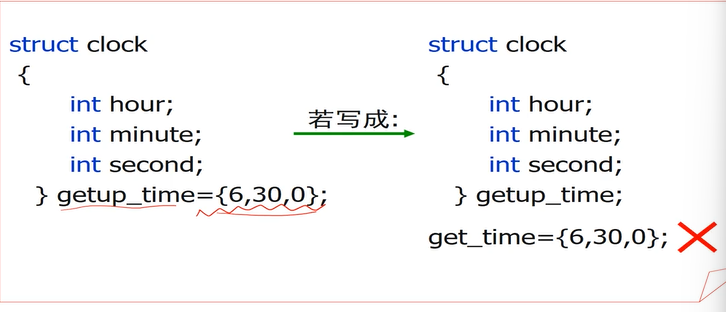 struct clock
{
int hour;
int minute;
int second;
} getup_time={6,30,0};
若写成:
struct clock
{
int hour;
int minute;
int second;
} getup_time;
get_time={6,30,0};